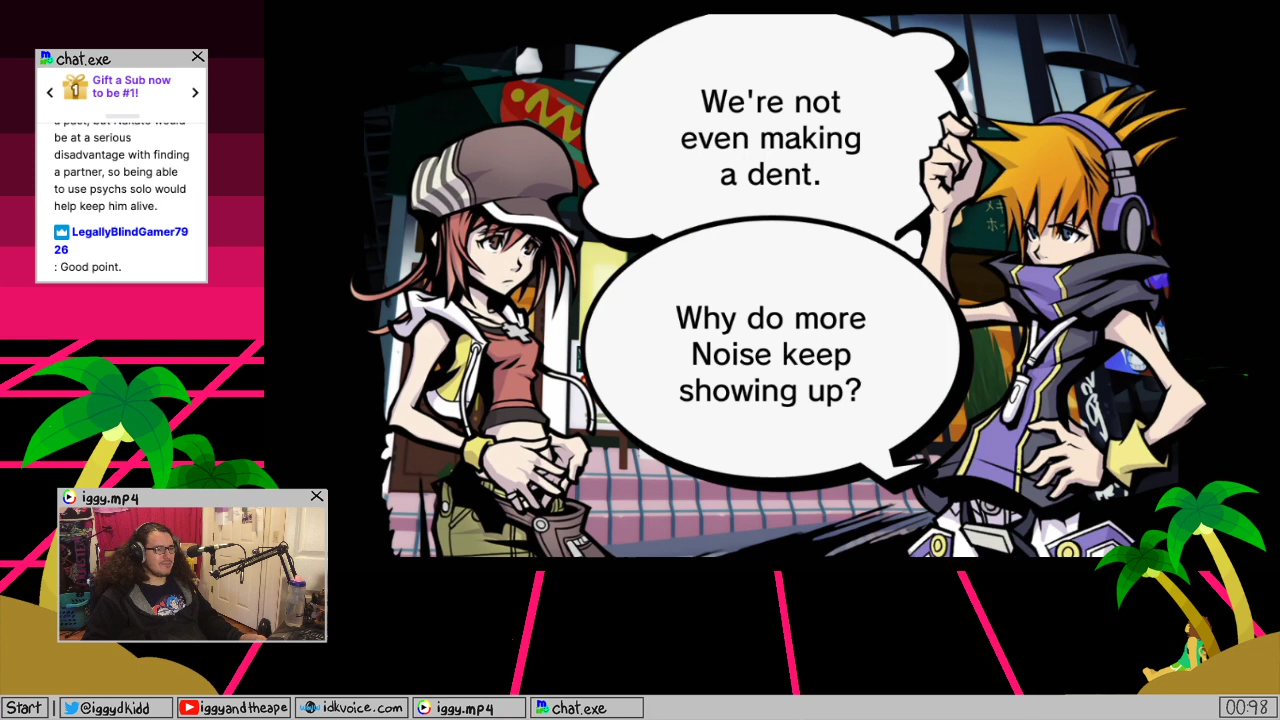 chat.exe
Gift a Sub now
to be #1!
1
be at a serious
disadvantage with finding
a partner, so being able
to use psychs solo would
help keep him alive.
LegallyBlindGamer79
26
: Good point.
We're not
even making
a dent.
Why do more
Noise keep
showing up?
iggy.mp4
Start
@iggydkidd
iggyandtheape
idkvoice.com
iggy.mp4
chat.exe
00:98